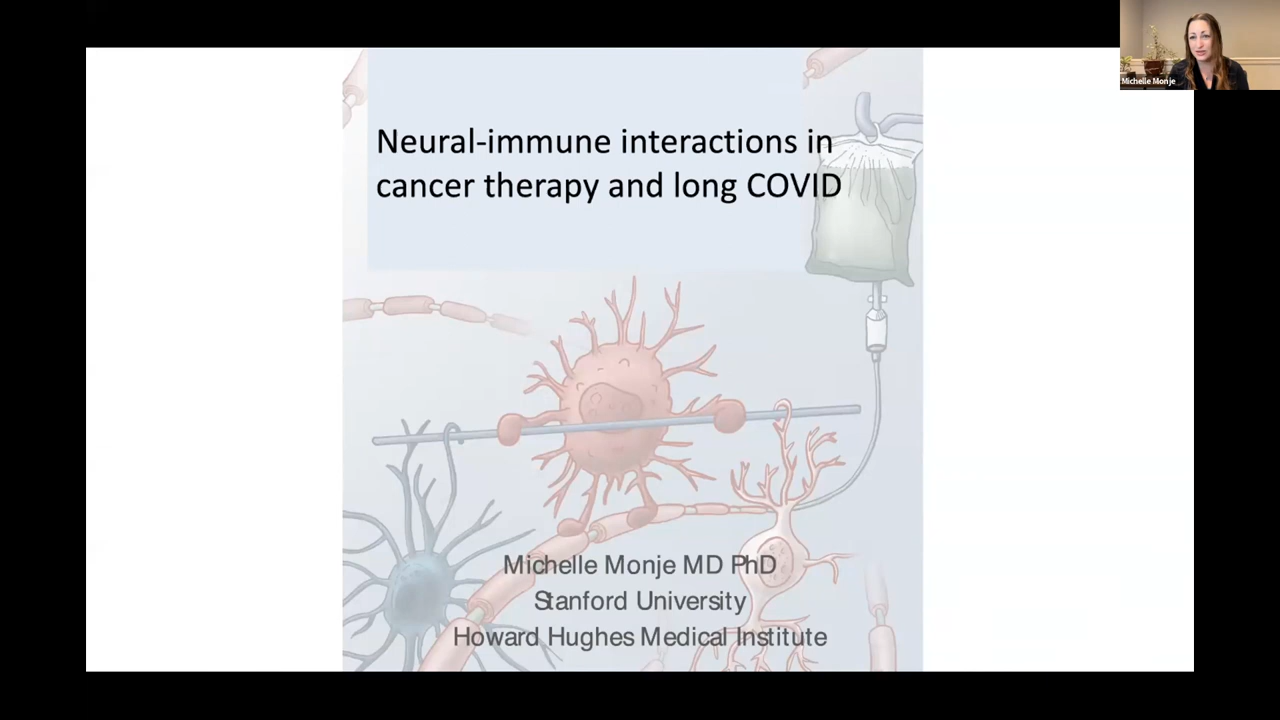 Michelle Monje
Neural-immune interactions in
cancer therapy and long COVID
Michelle Monje MD PhD
Stanford University
Howard Hughes Medical Institute